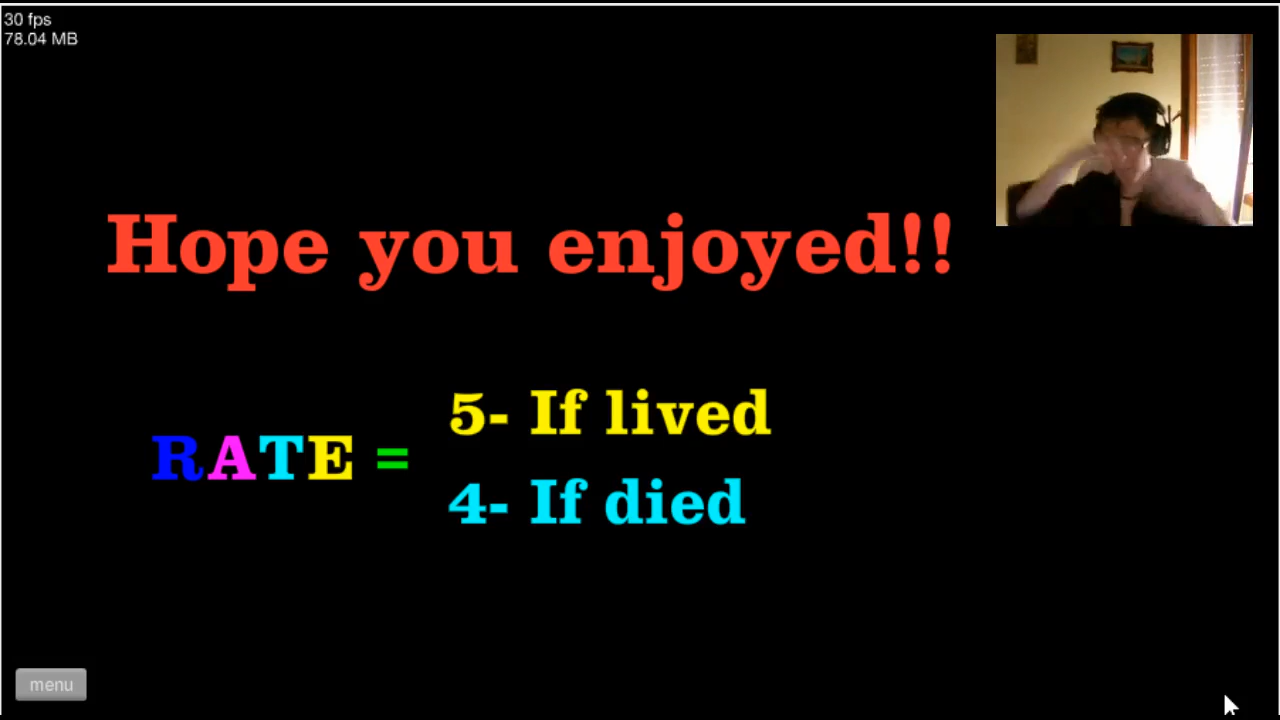 30 fps
78.04 MB
Hope you enjoyed!!
5- If lived
RATE =
4- If died
menu